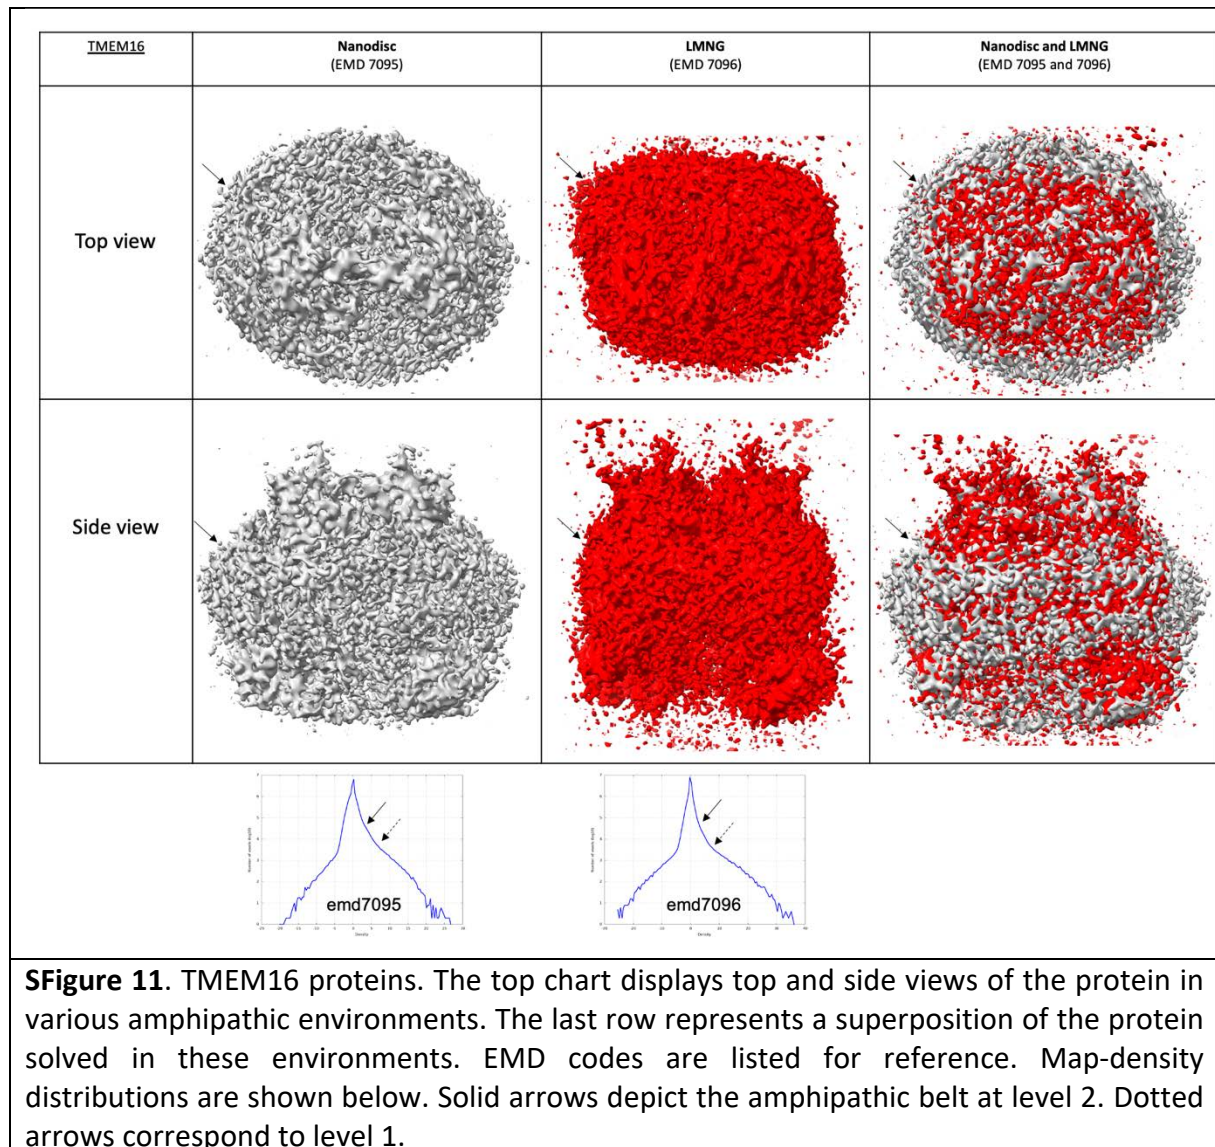 TMEM16
Nanodisc
(EMD 7095)
LMNG
(EMD 7096)
Nanodisc and LMNG
(EMD 7095 and 7096)
Top view
Side view
emd7095
Density
emd7096
Density
SFigure 11. TMEM16 proteins. The top chart displays top and side views of the protein in
various amphipathic environments. The last row represents a superposition of the protein
solved in these environments. EMD codes are listed for reference. Map-density
distributions are shown below. Solid arrows depict the amphipathic belt at level 2. Dotted
arrows correspond to level 1.